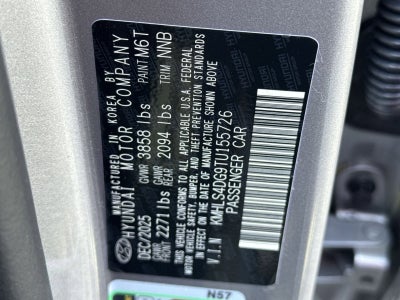 MANUFACTURED IN KOREA BY
HYUNDAI MOTOR COMPANY
DEC/2025 GVWR 3858 lbs PAINT M6T
GAWR FRONT 2271 lbs GAWR REAR 2094 lbs TRIM NNB
THIS VEHICLE CONFORMS TO ALL APPLICABLE U.S.A. FEDERAL
MOTOR VEHICLE SAFETY, BUMPER, AND THEFT PREVENTION STANDARDS
IN EFFECT ON THE DATE OF MANUFACTURE SHOWN ABOVE
V.I.N KMHLS4DG9TU155726
PASSENGER CAR
N57